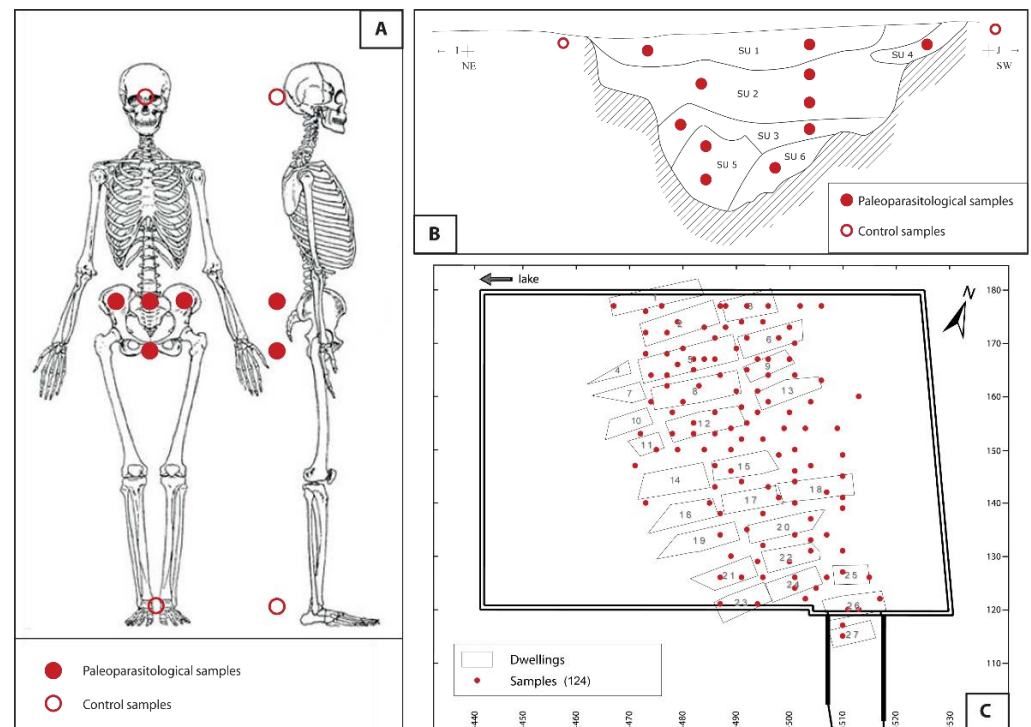 A
Paleoparasitological samples
Control samples
I
NE
SU 1
SU 4
J
SW
SU 2
SU 3
SU 5
SU 6
B
Paleoparasitological samples
Control samples
lake
N
180
170
160
150
140
130
120
110
1
2
3
4
5
6
7
8
9
10
11
12
13
14
15
16
17
18
19
20
21
22
23
24
25
26
27
Dwellings
Samples (124)
-440
-450
-460
-470
-480
-490
-500
-510
-520
-530
C